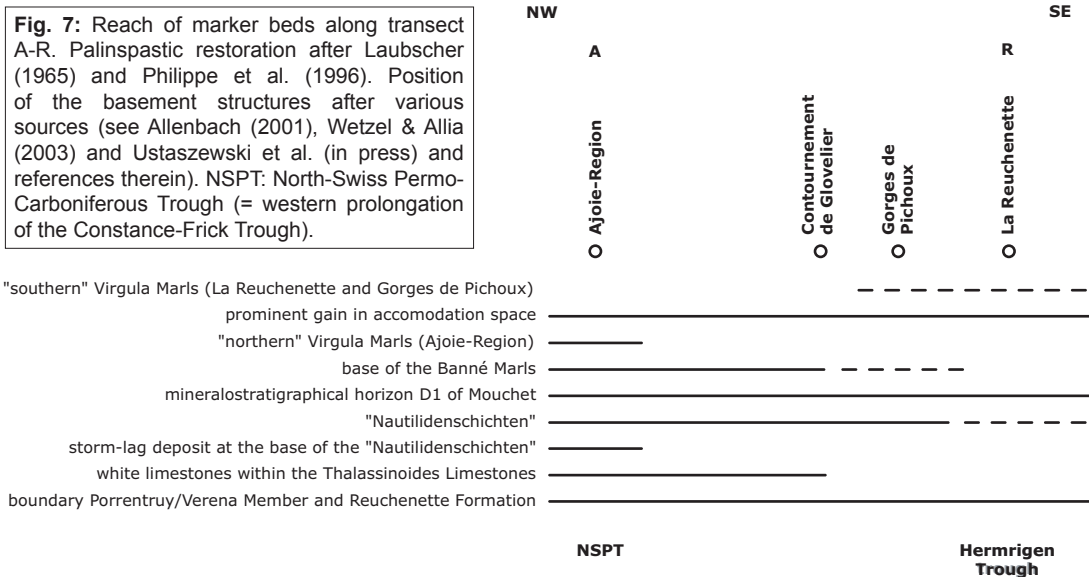 Fig. 7: Reach of marker beds along transect
A-R. Palinspastic restoration after Laubscher
(1965) and Philippe et al. (1996). Position
of the basement structures after various
sources (see Allenbach (2001), Wetzel & Allia
(2003) and Ustaszewski et al. (in press) and
references therein). NSPT: North-Swiss Permo-
Carboniferous Trough (= western prolongation
of the Constance-Frick Trough).
NW
SE
A
R
Ajoie-Region
Contournement
de Glovelier
Gorges de
Pichoux
La Reuchenette
"southern" Virgula Marls (La Reuchenette and Gorges de Pichoux)
prominent gain in accomodation space
"northern" Virgula Marls (Ajoie-Region)
base of the Banné Marls
mineralostratigraphical horizon D1 of Mouchet
"Nautilidenschichten"
storm-lag deposit at the base of the "Nautilidenschichten"
white limestones within the Thalassinoides Limestones
boundary Porrentruy/Verena Member and Reuchenette Formation
NSPT
Hermrigen
Trough